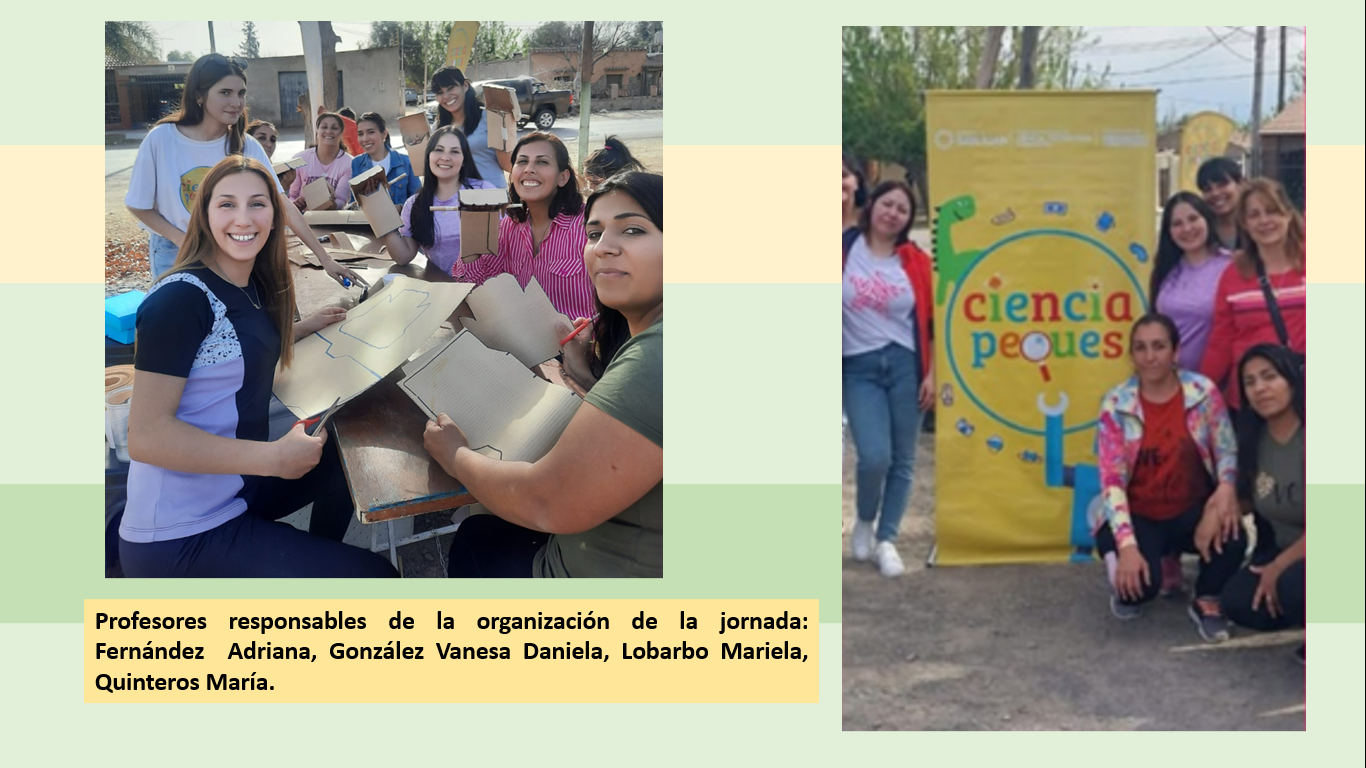 ciencia
peques
Profesores responsables de la organización de la jornada:
Fernández Adriana, González Vanesa Daniela, Lobarbo Mariela,
Quinteros María.